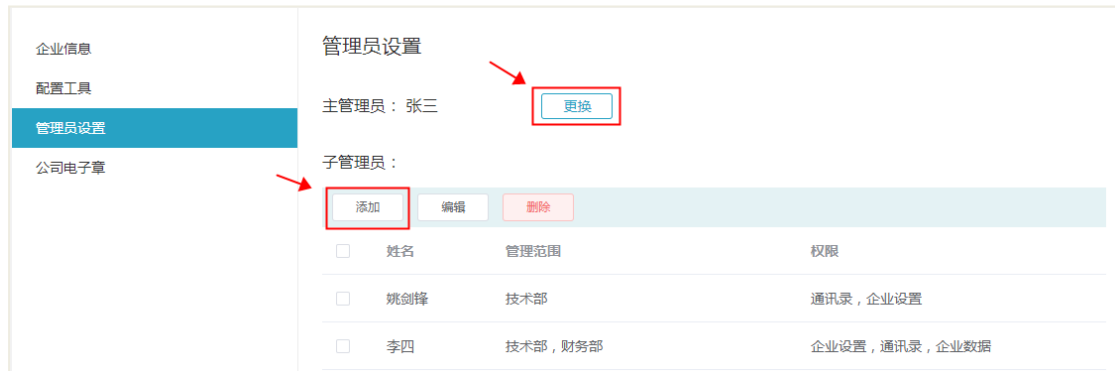 企业信息
配置工具
管理员设置
公司电子章
管理员设置
主管理员： 张三 更换
子管理员：
添加 编辑 删除
姓名 管理范围 权限
姚剑锋 技术部 通讯录，企业设置
李四 技术部，财务部 企业设置，通讯录，企业数据